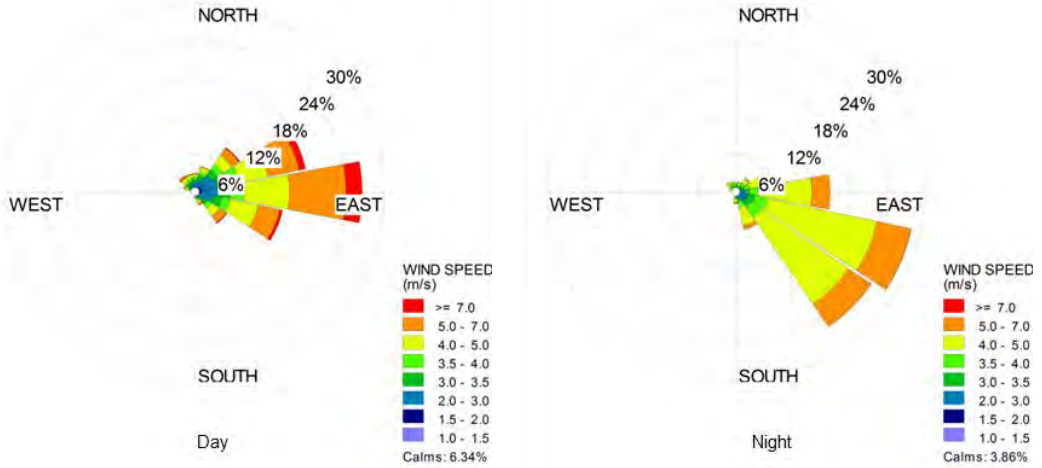 NORTH
30%
24%
18%
12%
6%
WEST
EAST
SOUTH
WIND SPEED
(m/s)
>= 7.0
5.0 - 7.0
4.0 - 5.0
3.5 - 4.0
3.0 - 3.5
2.0 - 3.0
1.5 - 2.0
1.0 - 1.5
Calms: 6.34%
Day
NORTH
30%
24%
18%
12%
6%
WEST
EAST
SOUTH
WIND SPEED
(m/s)
>= 7.0
5.0 - 7.0
4.0 - 5.0
3.5 - 4.0
3.0 - 3.5
2.0 - 3.0
1.5 - 2.0
1.0 - 1.5
Calms: 3.86%
Night